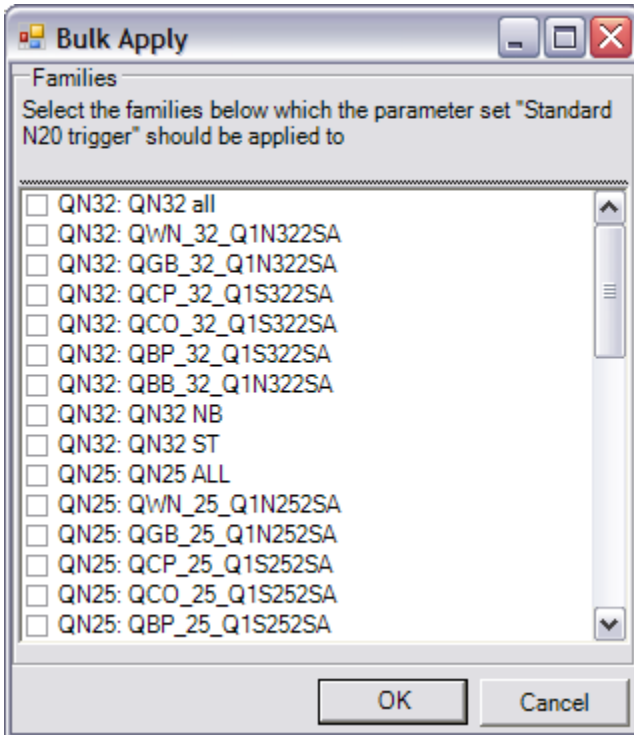 Bulk Apply
Families
Select the families below which the parameter set "Standard
N20 trigger" should be applied to
QN32: QN32 all
QN32: QWN_32_Q1N322SA
QN32: QGB_32_Q1N322SA
QN32: QCP_32_Q1S322SA
QN32: QCO_32_Q1S322SA
QN32: QBP_32_Q1S322SA
QN32: QBB_32_Q1N322SA
QN32: QN32 NB
QN32: QN32 ST
QN25: QN25 ALL
QN25: QWN_25_Q1N252SA
QN25: QGB_25_Q1N252SA
QN25: QCP_25_Q1S252SA
QN25: QCO_25_Q1S252SA
QN25: QBP_25_Q1S252SA
OK
Cancel